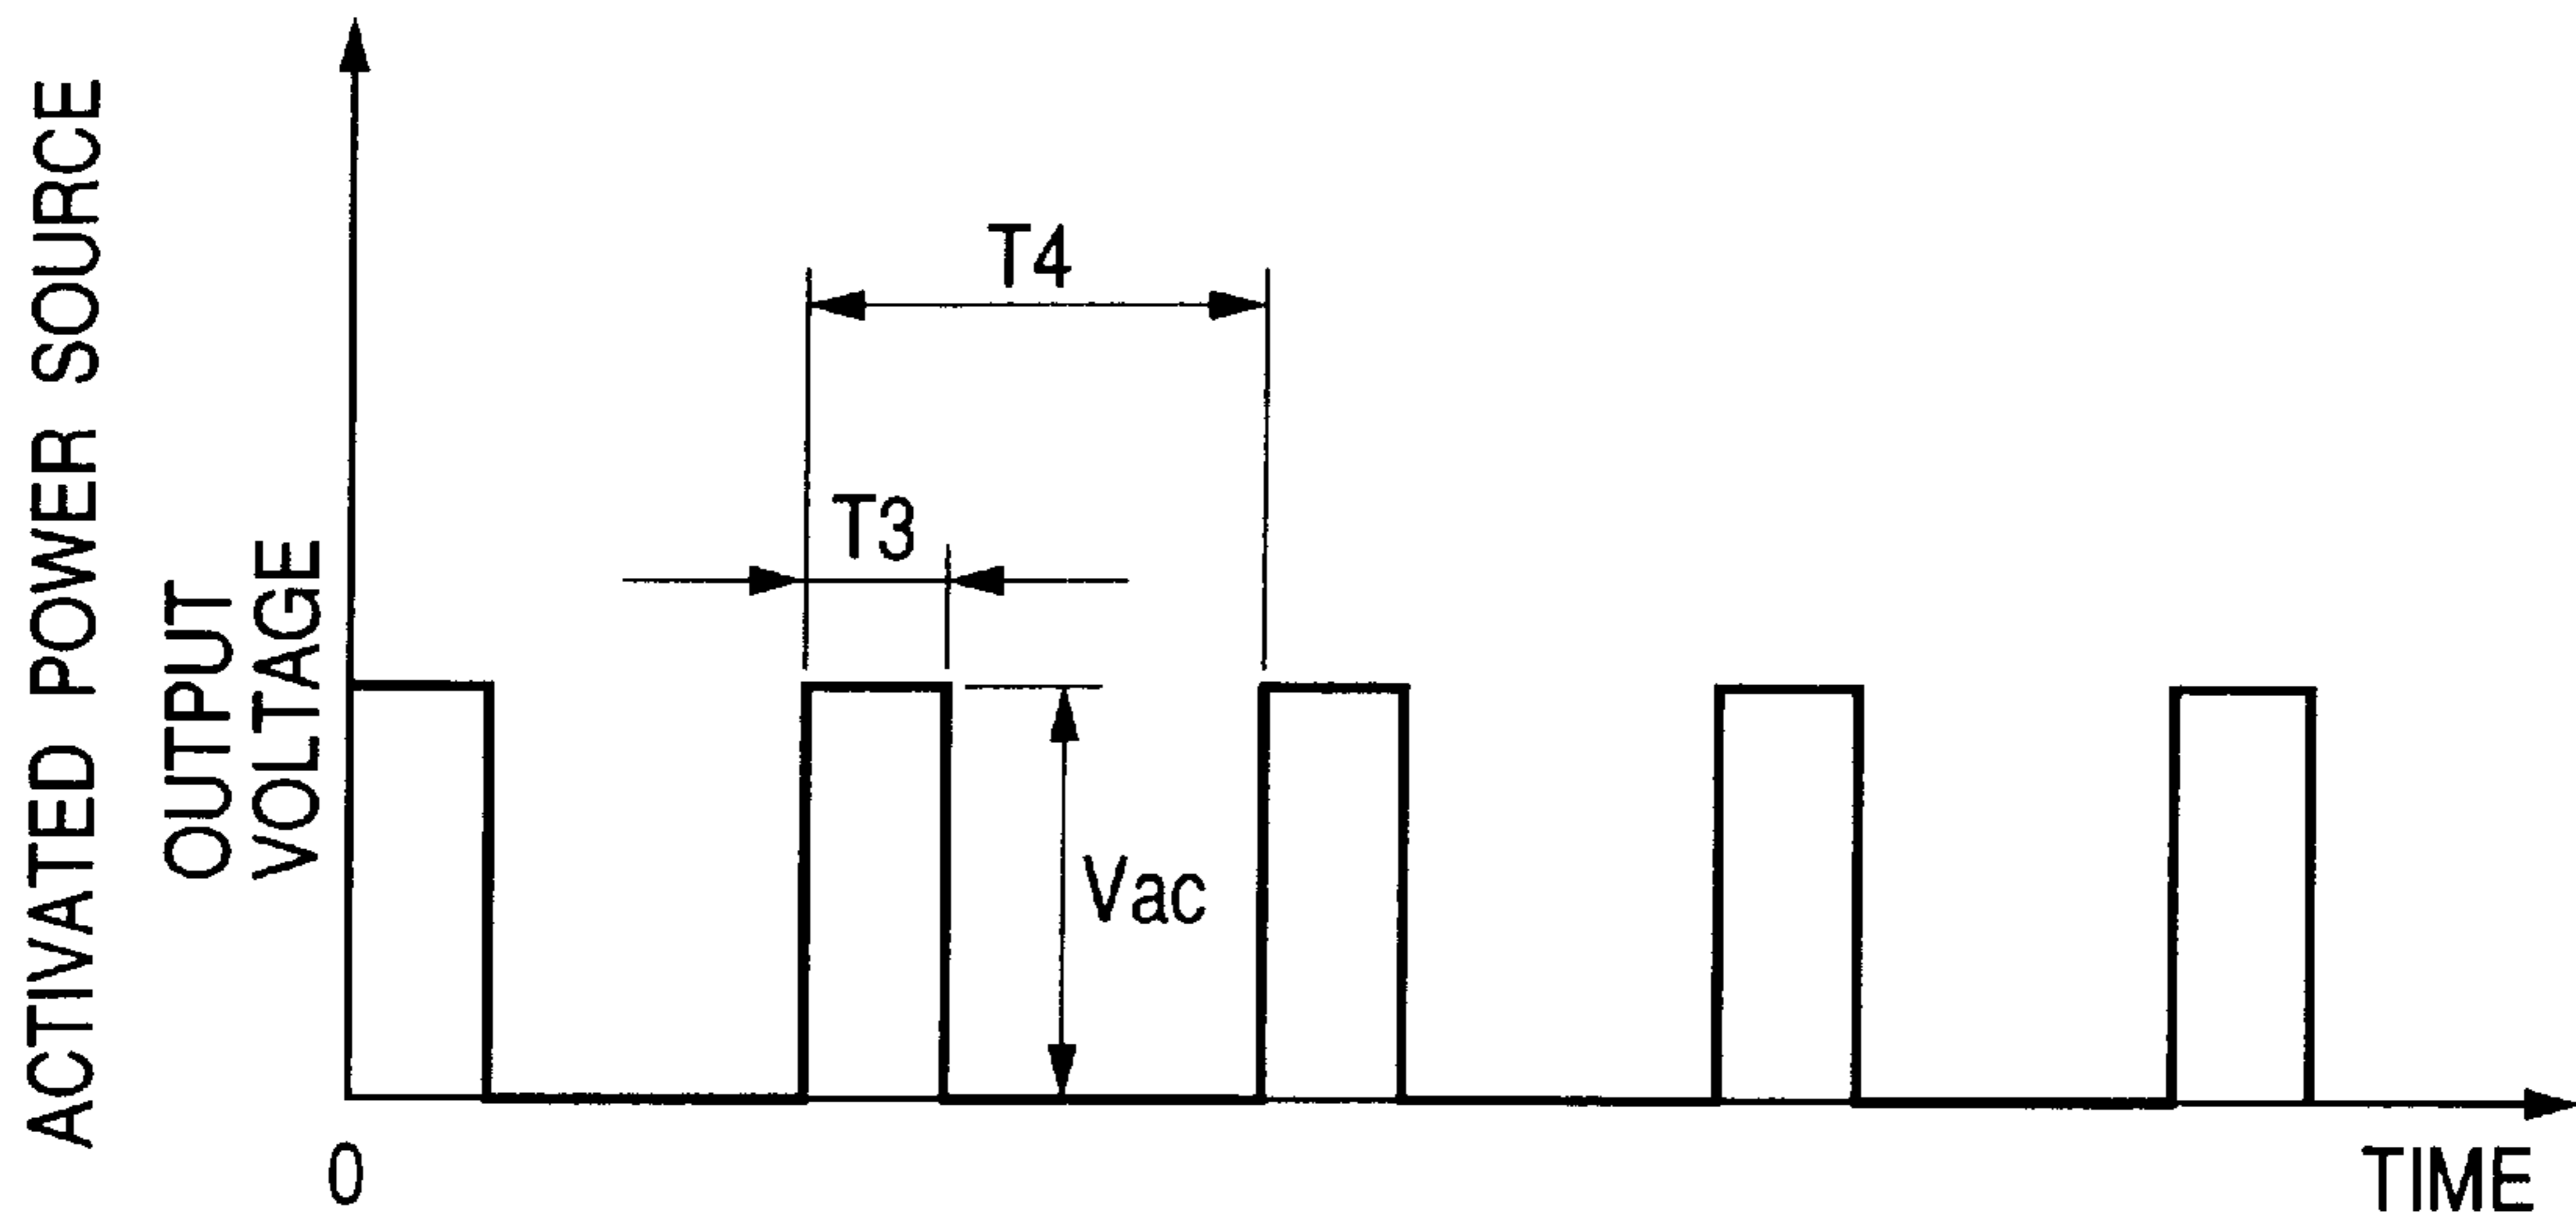 ACTIVATED POWER SOURCE
OUTPUT
VOLTAGE
T4
T3
Vac
0
TIME